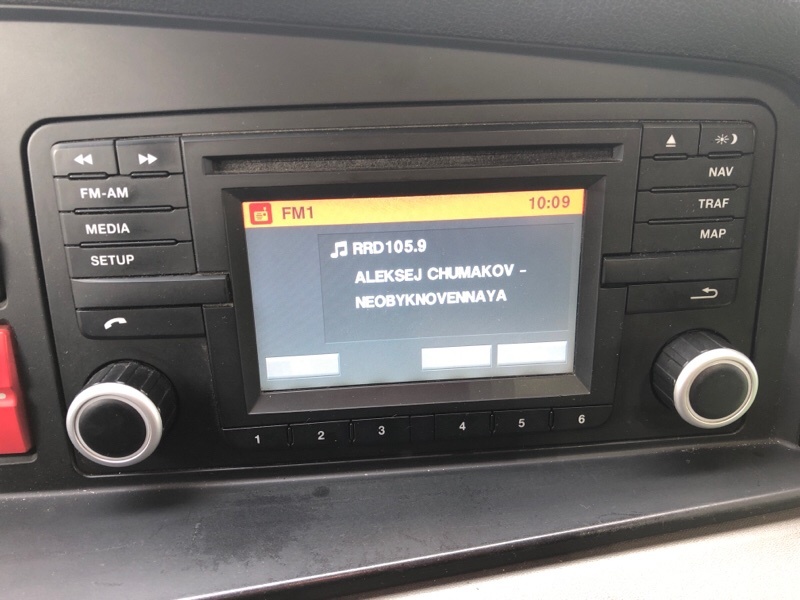 FM-AM
MEDIA
SETUP
NAV
TRAF
MAP
FM1 10:09
RRD105.9
ALEKSEJ CHUMAKOV -
NEOBYKNOVENNAYA
1 2 3 4 5 6